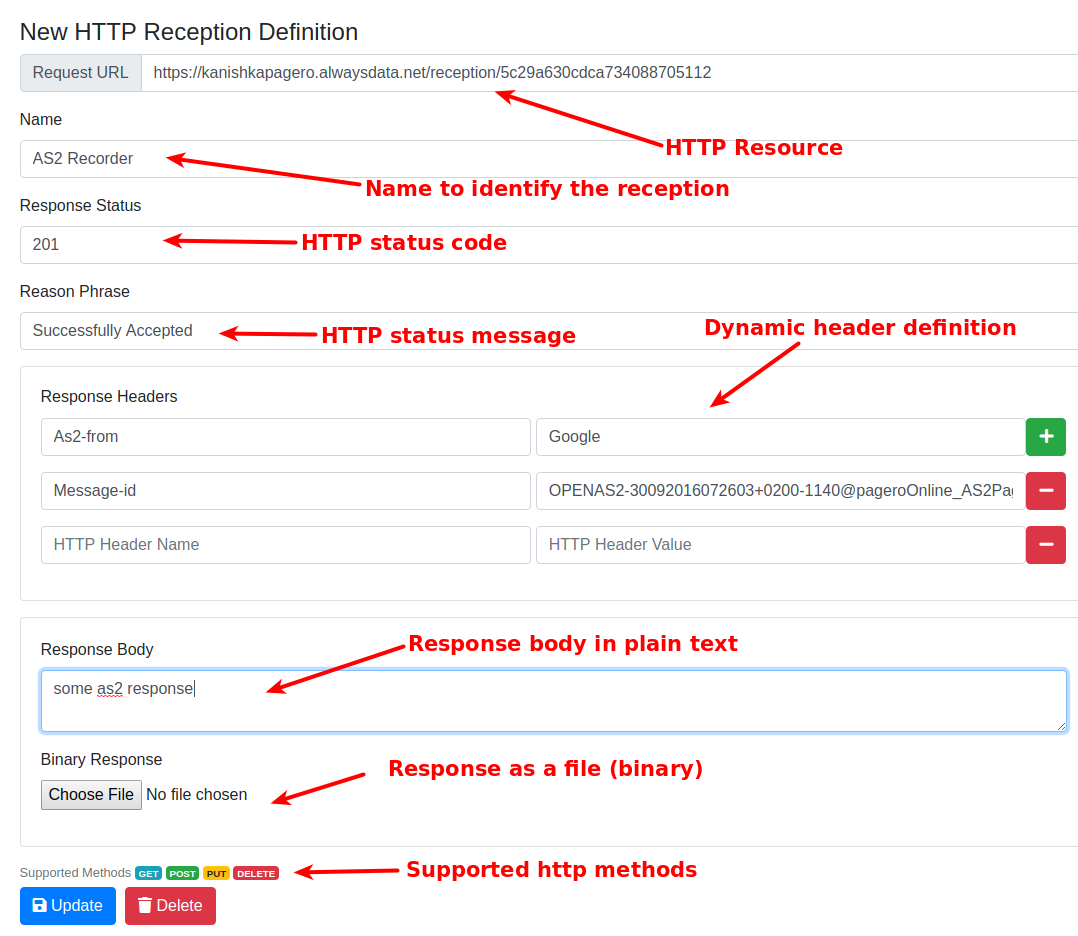 New HTTP Reception Definition
Request URL https://kanishkapagero.alwaysdata.net/reception/5c29a630cdca734088705112
Name
HTTP Resource
AS2 Recorder
Name to identify the reception
Response Status
201
HTTP status code
Reason Phrase
Successfully Accepted
HTTP status message
Dynamic header definition
Response Headers
As2-from Google
Message-id OPENAS2-30092016072603+0200-1140@pageroOnline_AS2Pag
HTTP Header Name HTTP Header Value
Response Body
Response body in plain text
some as2 response
Binary Response
Response as a file (binary)
Choose File No file chosen
Supported Methods GET POST PUT DELETE
Supported http methods
Update Delete